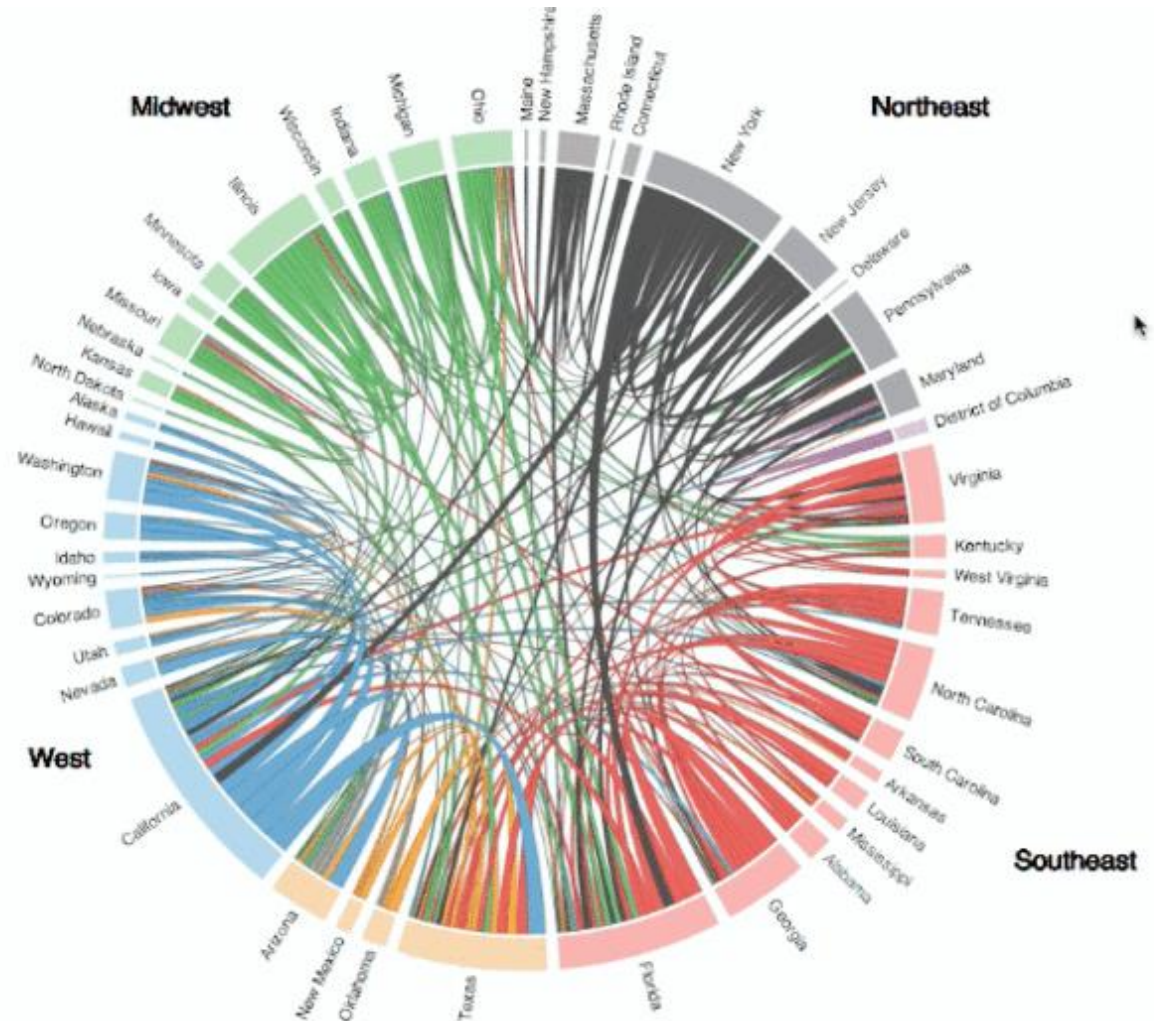 Midwest
Northeast
West
Southeast
Maine
New Hampshire
Massachusetts
Rhode Island
Connecticut
New York
New Jersey
Delaware
Pennsylvania
Maryland
District of Columbia
Virginia
Kentucky
West Virginia
Tennessee
North Carolina
South Carolina
Arkansas
Louisiana
Mississippi
Alabama
Georgia
Florida
Texas
Oklahoma
New Mexico
Arizona
California
Nevada
Utah
Colorado
Wyoming
Idaho
Oregon
Washington
Hawaii
Alaska
North Dakota
Kansas
Nebraska
Missouri
Iowa
Minnesota
Illinois
Wisconsin
Indiana
Michigan
Ohio